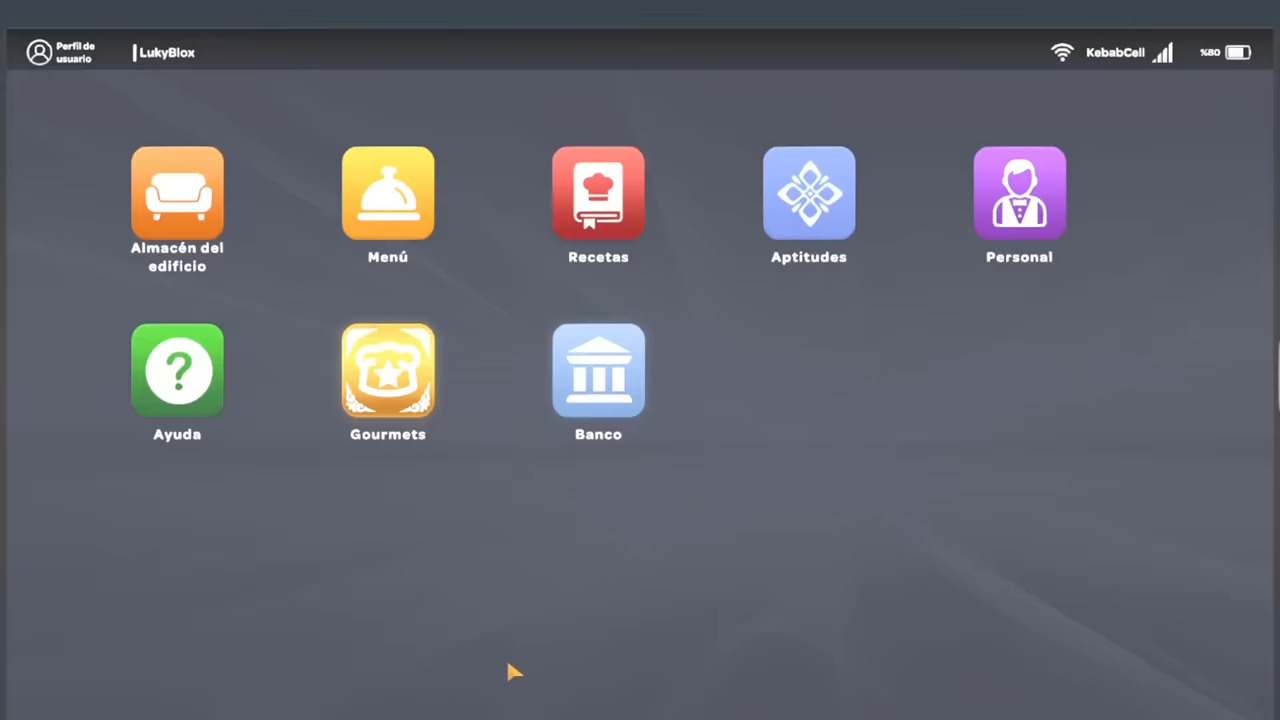 Perfil de
usuario
LukyBlox
KebabCell
%80
Almacén del
edificio
Menú
Recetas
Aptitudes
Personal
?
Ayuda
Gourmets
Banco